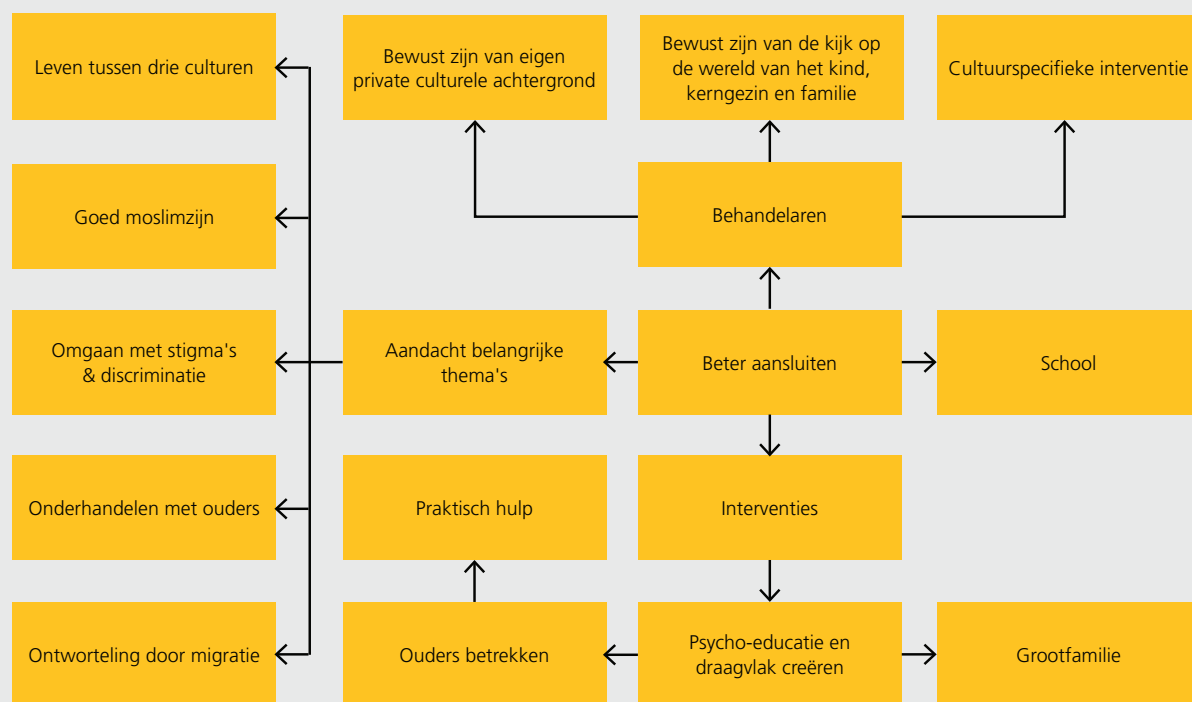 Leven tussen drie culturen
Bewust zijn van eigen
private culturele achtergrond
Bewust zijn van de kijk op
de wereld van het kind,
kerngezin en familie
Cultuurspecifieke interventie
Goed moslimzijn
Behandelaren
Omgaan met stigma's
& discriminatie
Aandacht belangrijke
thema's
Beter aansluiten
School
Onderhandelen met ouders
Praktisch hulp
Interventies
Ontworteling door migratie
Ouders betrekken
Psycho-educatie en
draagvlak creëren
Grootfamilie